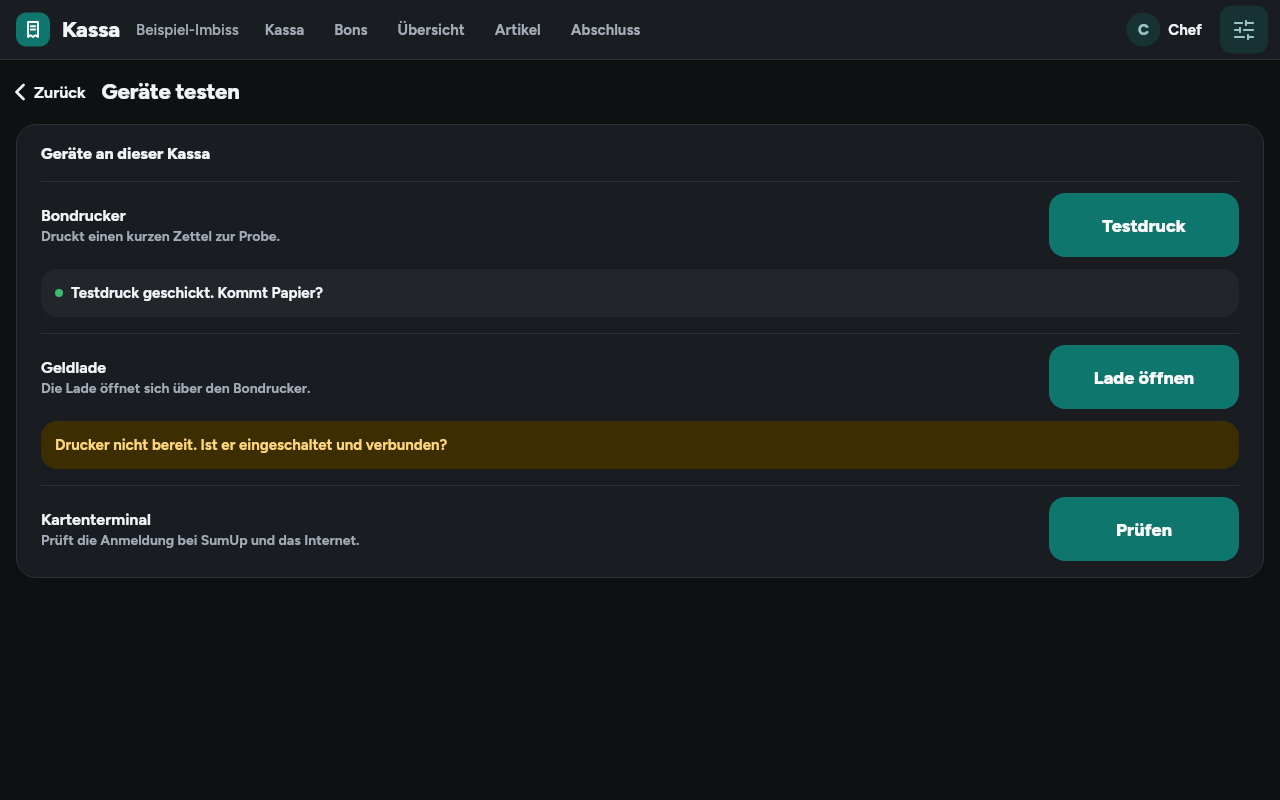 Kassa Beispiel-Imbiss Kassa Bons Übersicht Artikel Abschluss C Chef
Zurück Geräte testen
Geräte an dieser Kassa
Bondrucker
Druckt einen kurzen Zettel zur Probe.
Testdruck
Testdruck geschickt. Kommt Papier?
Geldlade
Die Lade öffnet sich über den Bondrucker.
Lade öffnen
Drucker nicht bereit. Ist er eingeschaltet und verbunden?
Kartenterminal
Prüft die Anmeldung bei SumUp und das Internet.
Prüfen